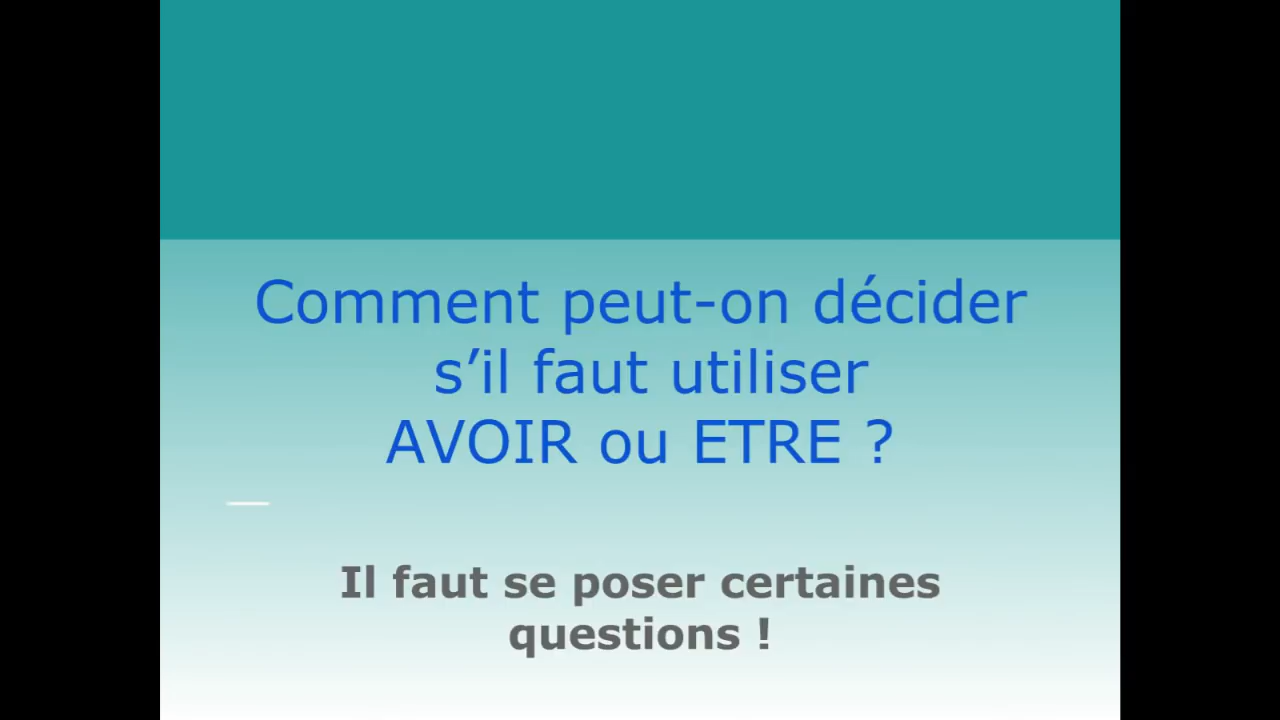 Comment peut-on décider
s’il faut utiliser
AVOIR ou ETRE ?
Il faut se poser certaines
questions !